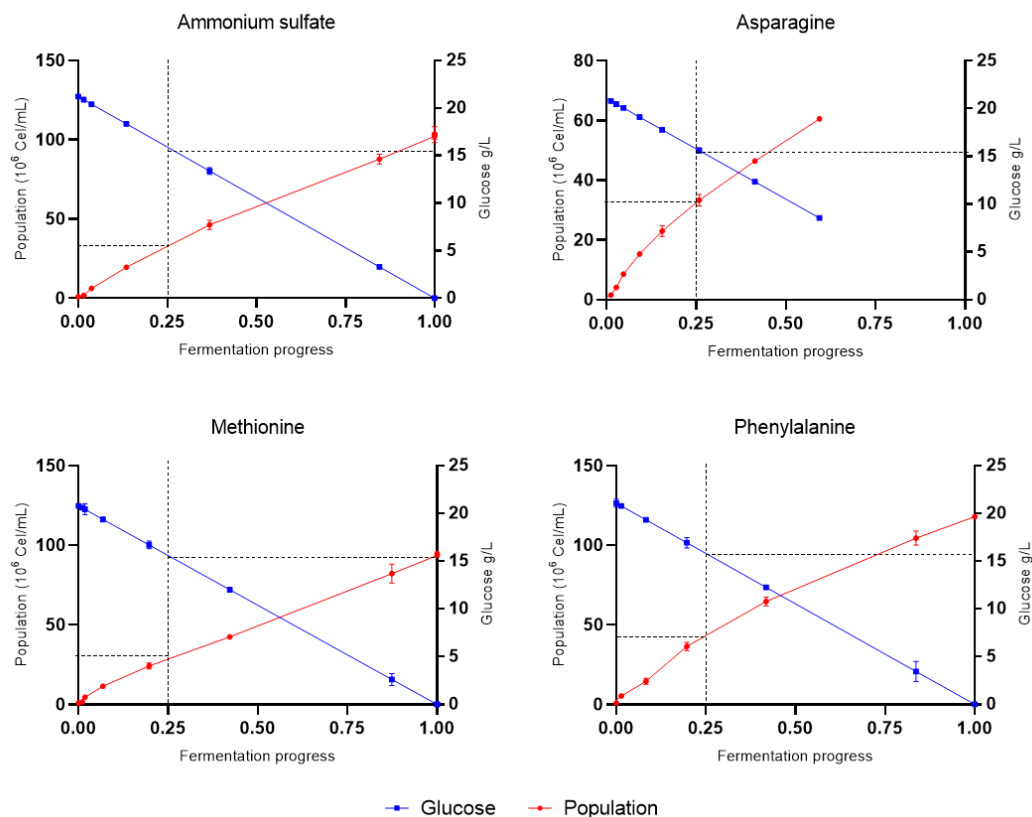 Ammonium sulfate
Population (10⁶ Cel/mL)
150
100
50
0
25
20
15
10
5
0
Glucose g/L
0.00 0.25 0.50 0.75 1.00
Fermentation progress
Asparagine
Population (10⁶ Cel/mL)
80
60
40
20
0
25
20
15
10
5
0
Glucose g/L
0.00 0.25 0.50 0.75 1.00
Fermentation progress
Methionine
Population (10⁶ Cel/mL)
150
100
50
0
25
20
15
10
5
0
Glucose g/L
0.00 0.25 0.50 0.75 1.00
Fermentation progress
Phenylalanine
Population (10⁶ Cel/mL)
150
100
50
0
25
20
15
10
5
0
Glucose g/L
0.00 0.25 0.50 0.75 1.00
Fermentation progress
Glucose Population